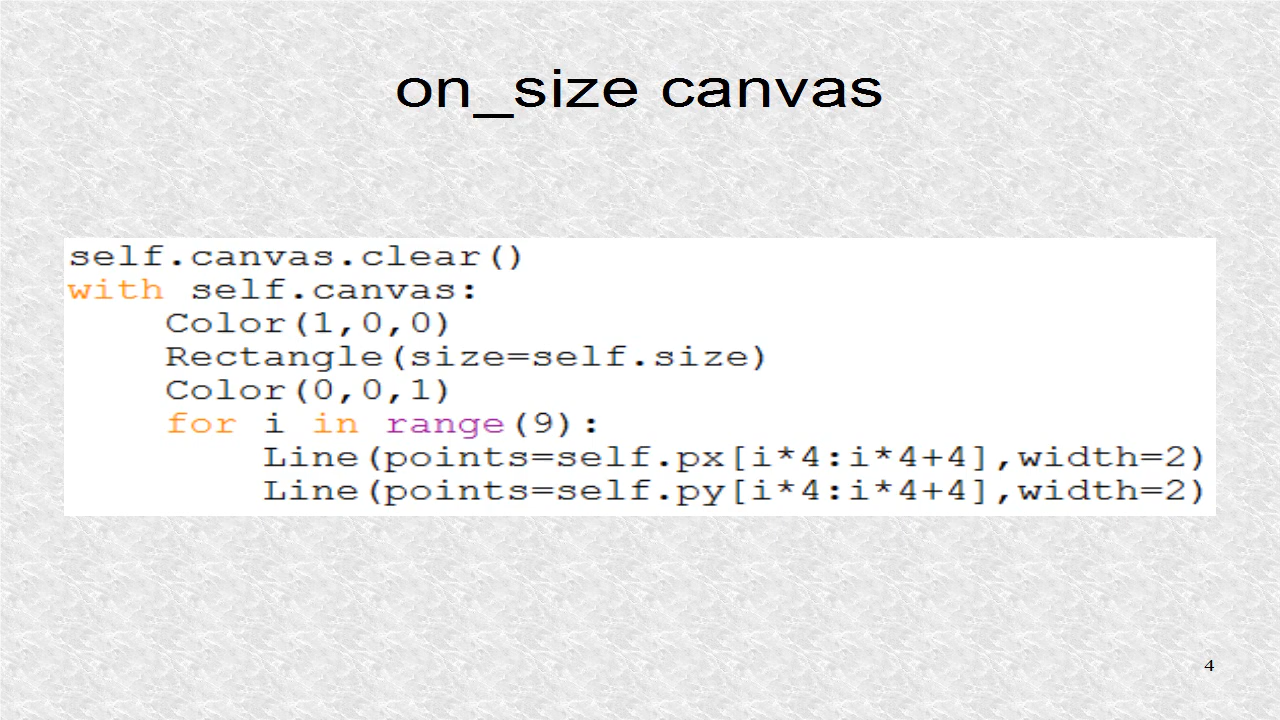 on_size canvas
self.canvas.clear()
with self.canvas:
    Color(1,0,0)
    Rectangle(size=self.size)
    Color(0,0,1)
    for i in range(9):
        Line(points=self.px[i*4:i*4+4],width=2)
        Line(points=self.py[i*4:i*4+4],width=2)
4